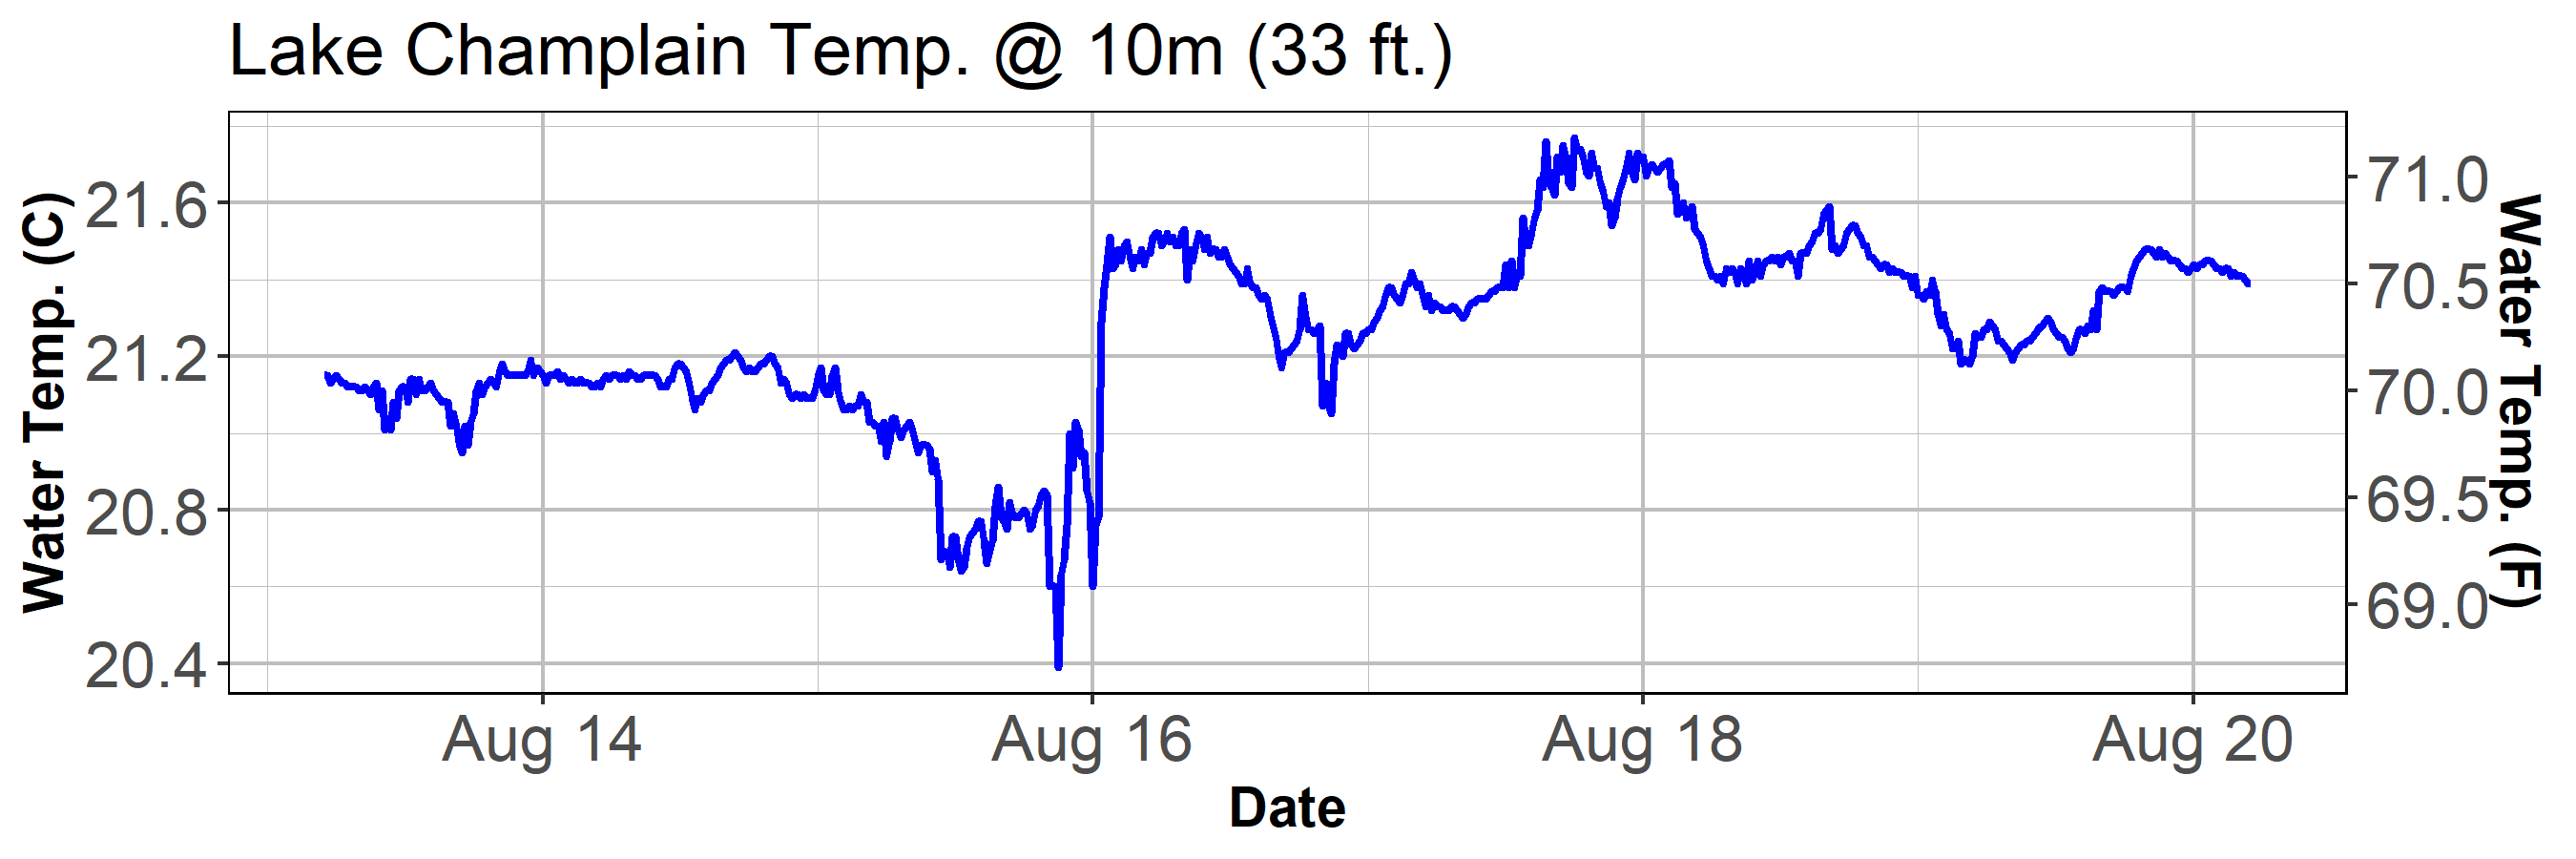 Lake Champlain Temp. @ 10m (33 ft.)
Water Temp. (C)
21.6
21.2
20.8
20.4
71.0
70.5
70.0
69.5
69.0
Water Temp. (F)
Aug 14
Aug 16
Aug 18
Aug 20
Date